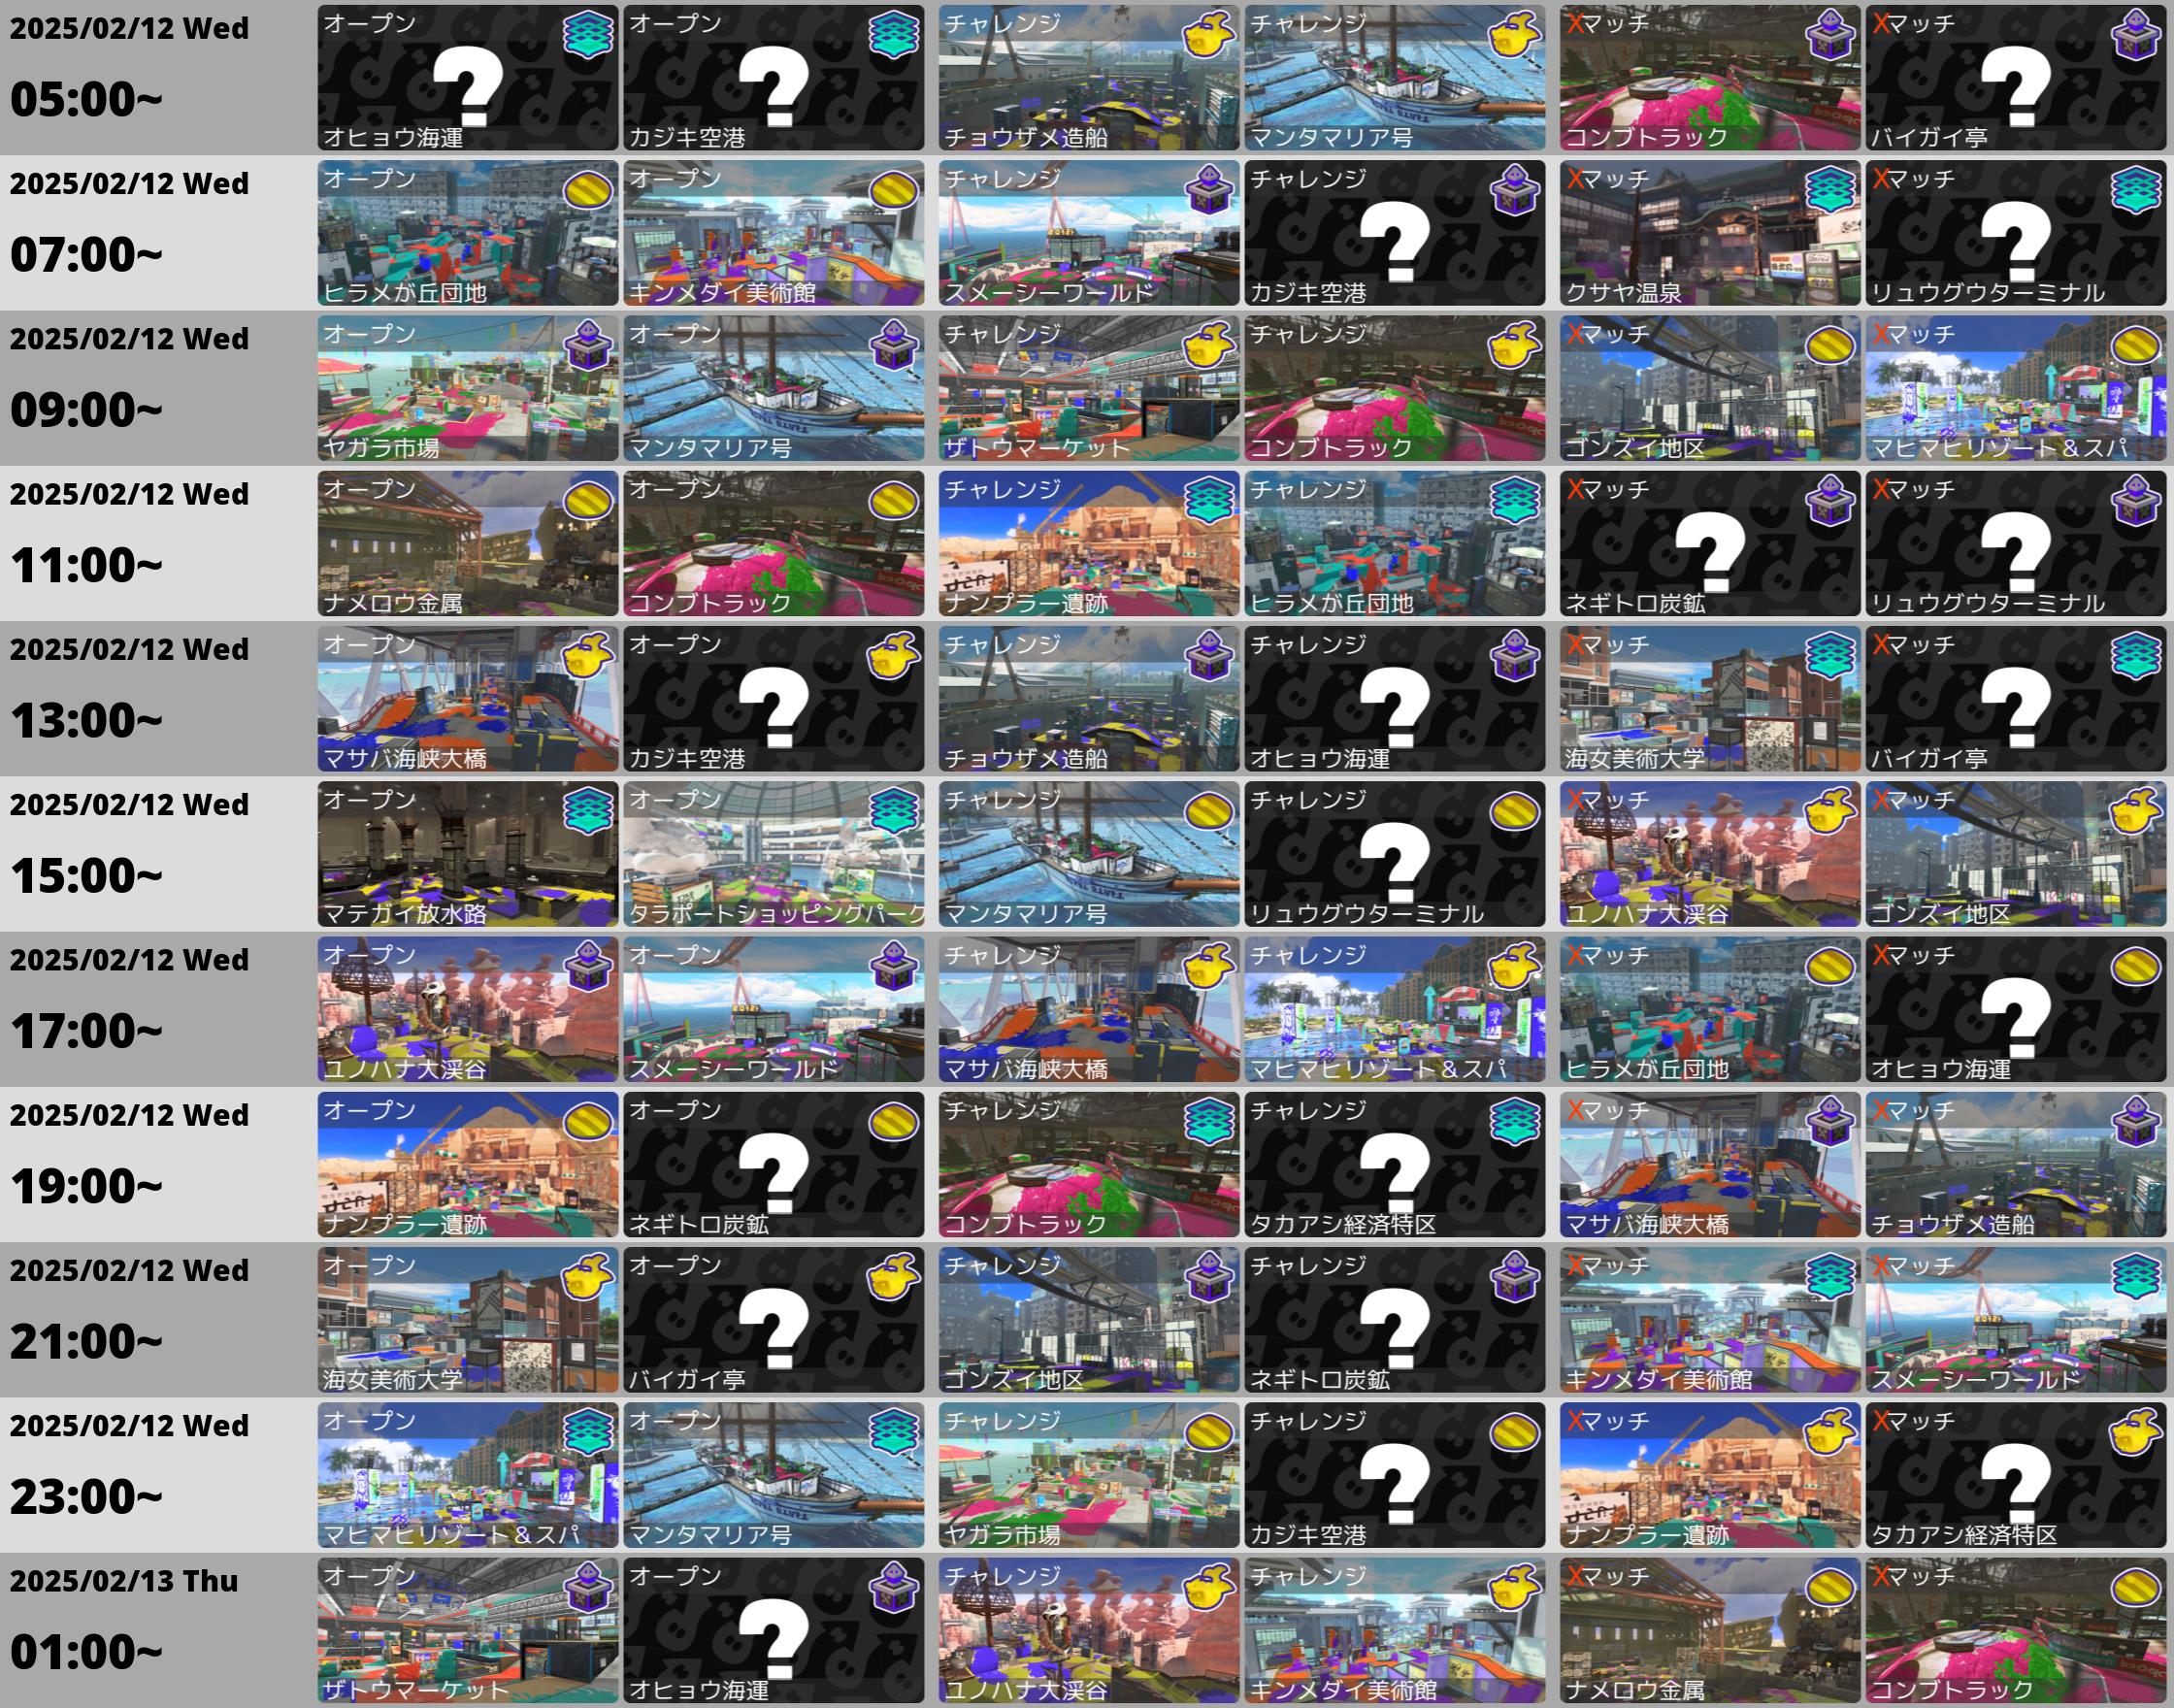 2025/02/12 Wed
05:00~
オープン
オヒョウ海運
オープン
カジキ空港
チャレンジ
チョウザメ造船
チャレンジ
マンタマリア号
Xマッチ
コンブトラック
Xマッチ
バイガイ亭
2025/02/12 Wed
07:00~
オープン
ヒラメが丘団地
オープン
キンメダイ美術館
チャレンジ
スメーシーワールド
チャレンジ
カジキ空港
Xマッチ
クサヤ温泉
Xマッチ
リュウグウターミナル
2025/02/12 Wed
09:00~
オープン
ヤガラ市場
オープン
マンタマリア号
チャレンジ
ザトウマーケット
チャレンジ
コンブトラック
Xマッチ
ゴンズイ地区
Xマッチ
マヒマヒリゾート＆スパ
2025/02/12 Wed
11:00~
オープン
ナメロウ金属
オープン
コンブトラック
チャレンジ
ナンプラー遺跡
チャレンジ
ヒラメが丘団地
Xマッチ
ネギトロ炭鉱
Xマッチ
リュウグウターミナル
2025/02/12 Wed
13:00~
オープン
マサバ海峡大橋
オープン
カジキ空港
チャレンジ
チョウザメ造船
チャレンジ
オヒョウ海運
Xマッチ
海女美術大学
Xマッチ
バイガイ亭
2025/02/12 Wed
15:00~
オープン
マテガイ放水路
オープン
タラポートショッピングパーク
チャレンジ
マンタマリア号
チャレンジ
リュウグウターミナル
Xマッチ
ユノハナ大渓谷
Xマッチ
ゴンズイ地区
2025/02/12 Wed
17:00~
オープン
ユノハナ大渓谷
オープン
スメーシーワールド
チャレンジ
マサバ海峡大橋
チャレンジ
マヒマヒリゾート＆スパ
Xマッチ
ヒラメが丘団地
Xマッチ
オヒョウ海運
2025/02/12 Wed
19:00~
オープン
ナンプラー遺跡
オープン
ネギトロ炭鉱
チャレンジ
コンブトラック
チャレンジ
タカアシ経済特区
Xマッチ
マサバ海峡大橋
Xマッチ
チョウザメ造船
2025/02/12 Wed
21:00~
オープン
海女美術大学
オープン
バイガイ亭
チャレンジ
ゴンズイ地区
チャレンジ
ネギトロ炭鉱
Xマッチ
キンメダイ美術館
Xマッチ
スメーシーワールド
2025/02/12 Wed
23:00~
オープン
マヒマヒリゾート＆スパ
オープン
マンタマリア号
チャレンジ
ヤガラ市場
チャレンジ
カジキ空港
Xマッチ
ナンプラー遺跡
Xマッチ
タカアシ経済特区
2025/02/13 Thu
01:00~
オープン
ザトウマーケット
オープン
オヒョウ海運
チャレンジ
ユノハナ大渓谷
チャレンジ
キンメダイ美術館
Xマッチ
ナメロウ金属
Xマッチ
コンブトラック